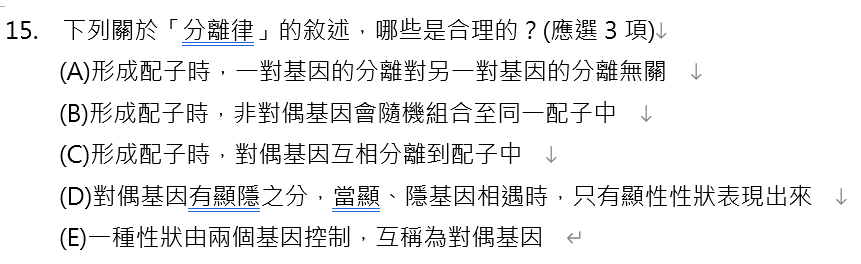 15. 下列關於「分離律」的敘述，哪些是合理的？(應選 3 項)↓
(A)形成配子時，一對基因的分離對另一對基因的分離無關 ↓
(B)形成配子時，非對偶基因會隨機組合至同一配子中 ↓
(C)形成配子時，對偶基因互相分離到配子中 ↓
(D)對偶基因有顯隱之分，當顯、隱基因相遇時，只有顯性性狀表現出來 ↓
(E)一種性狀由兩個基因控制，互稱為對偶基因 ↵